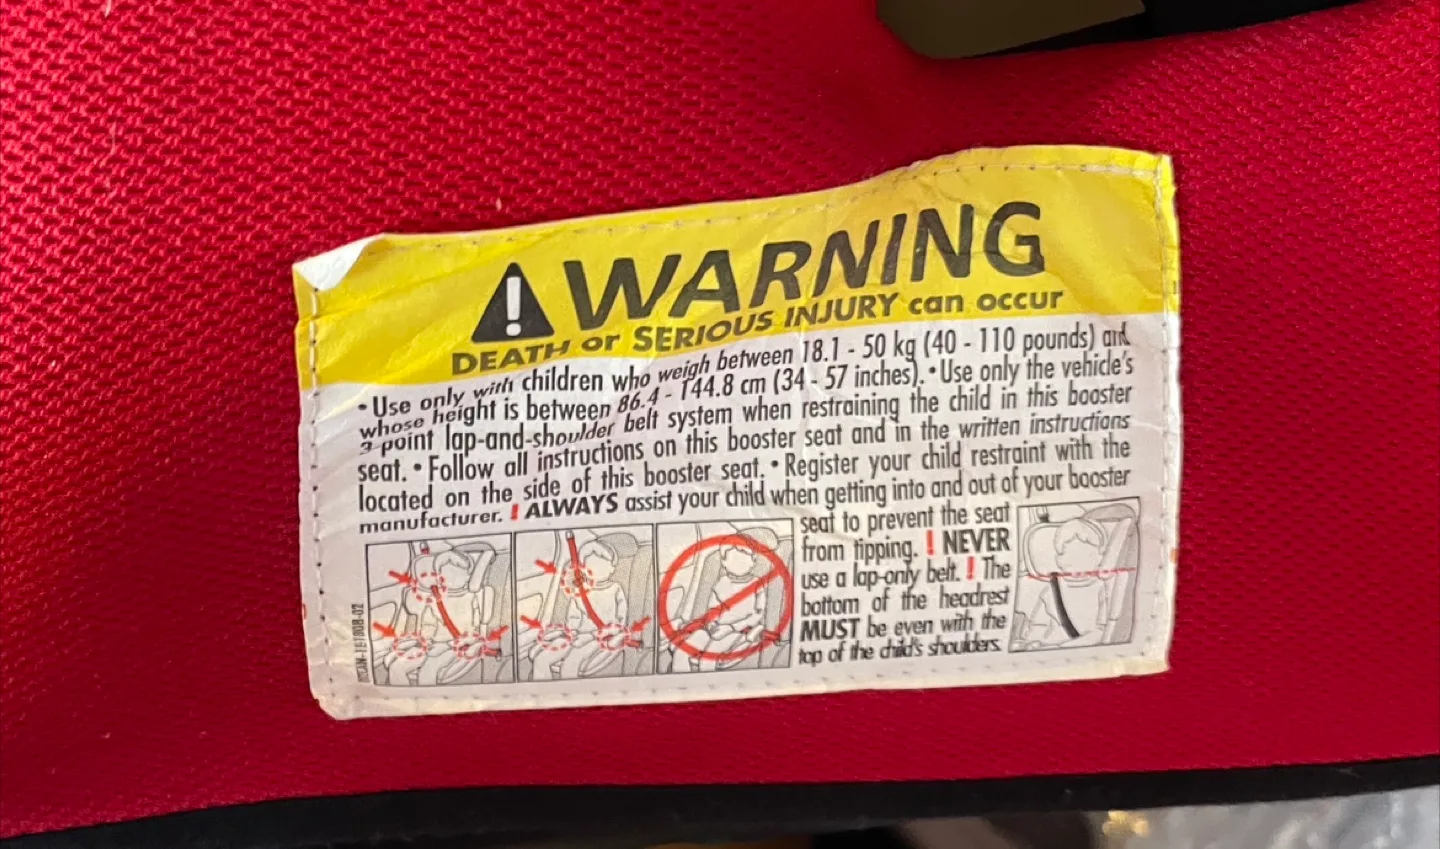 WARNING
DEATH or SERIOUS INJURY can occur
• Use only with children who weigh between 18.1 - 50 kg (40 - 110 pounds) and
whose height is between 86.4 - 144.8 cm (34 - 57 inches). • Use only the vehicle's
3 point lap-and-shoulder belt system when restraining the child in this booster
seat. • Follow all instructions on this booster seat and in the written instructions
located on the side of this booster seat. • Register your child restraint with the
manufacturer. ! ALWAYS assist your child when getting into and out of your booster
seat to prevent the seat
from tipping. ! NEVER
use a lap-only belt. ! The
bottom of the headrest
MUST be even with the
top of the child's shoulders.